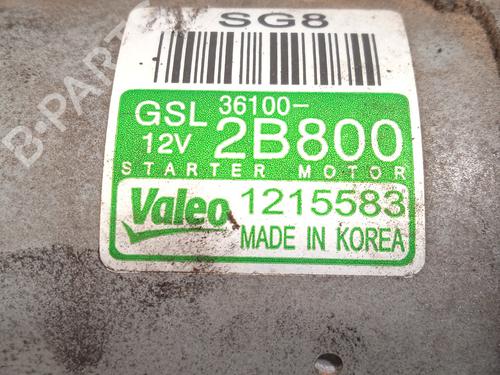 SG8
GSL 36100-
12V 2B800
STARTER MOTOR
Valeo 1215583
MADE IN KOREA
B-PARTS